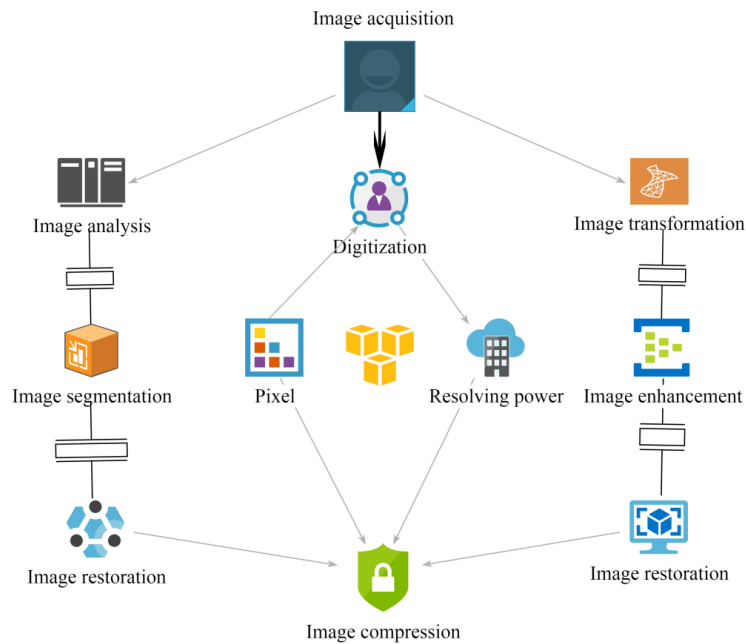 Image acquisition
Image analysis
Digitization
Image transformation
Image segmentation
Pixel
Resolving power
Image enhancement
Image restoration
Image restoration
Image compression